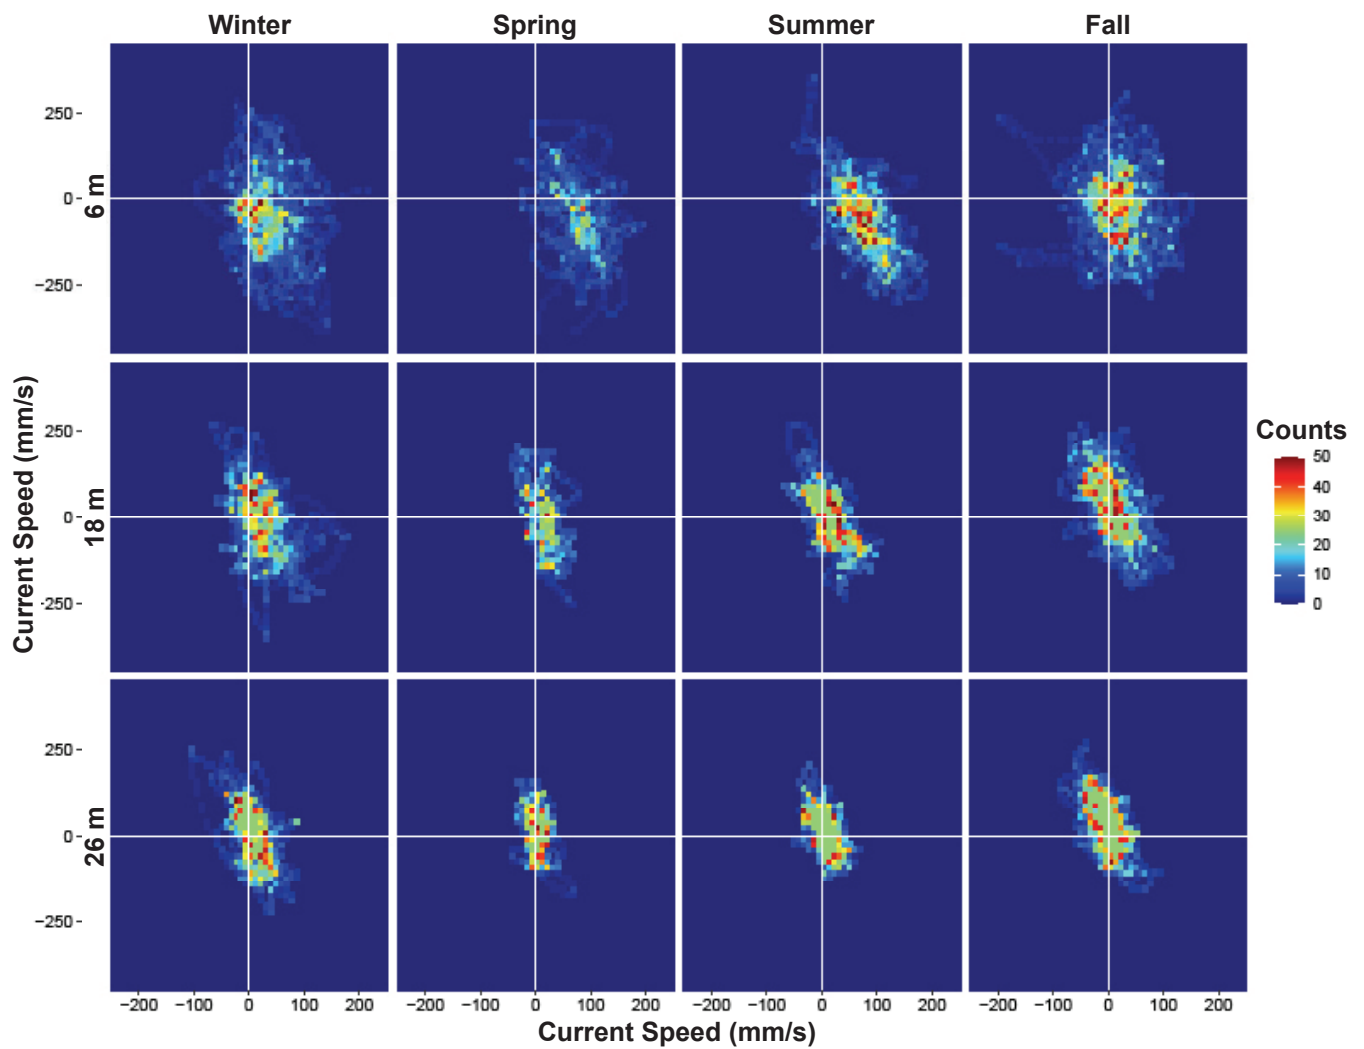 Winter Spring Summer Fall
250
0
−250
6 m
250
0
-250
18 m
250
0
−250
26 m
Current Speed (mm/s)
Counts
50
40
30
20
10
0
−200 −100 0 100 200 −200 −100 0 100 200 −200 −100 0 100 200 −200 −100 0 100 200
Current Speed (mm/s)